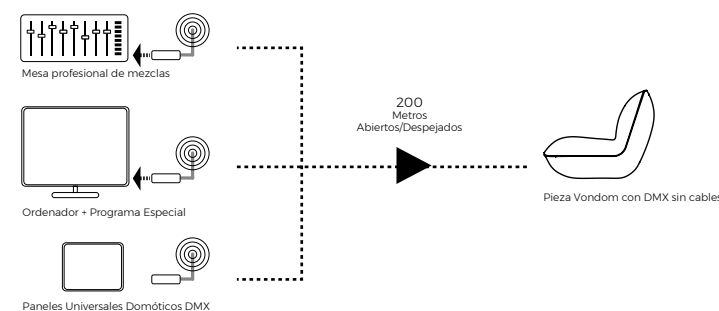 Mesa profesional de mezclas
200
Metros
Abiertos/Despejados
Ordenador + Programa Especial
Pieza Vondom con DMX sin cables
Paneles Universales Domóticos DMX